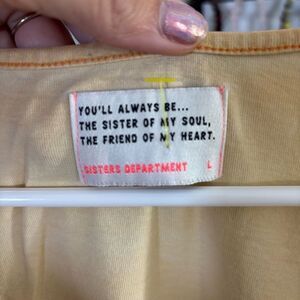 YOU'LL ALWAYS BE...
THE SISTER OF MY SOUL,
THE FRIEND OF MY HEART.
SISTERS DEPARTMENT L